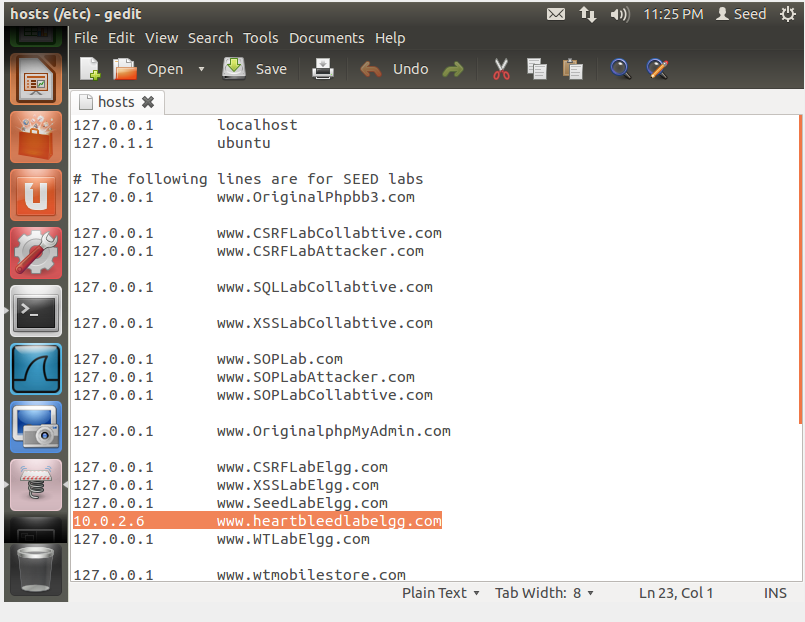 hosts (/etc) - gedit
11:25 PM Seed
File Edit View Search Tools Documents Help
Open Save Undo
hosts
127.0.0.1 localhost
127.0.1.1 ubuntu
# The following lines are for SEED labs
127.0.0.1 www.OriginalPhpbb3.com
127.0.0.1 www.CSRFLabCollabtive.com
127.0.0.1 www.CSRFLabAttacker.com
127.0.0.1 www.SQLLabCollabtive.com
127.0.0.1 www.XSSLabCollabtive.com
127.0.0.1 www.SOPLab.com
127.0.0.1 www.SOPLabAttacker.com
127.0.0.1 www.SOPLabCollabtive.com
127.0.0.1 www.OriginalphpMyAdmin.com
127.0.0.1 www.CSRFLabElgg.com
127.0.0.1 www.XSSLabElgg.com
127.0.0.1 www.SeedLabElgg.com
10.0.2.6 www.heartbleedlabelgg.com
127.0.0.1 www.WTLabElgg.com
127.0.0.1 www.wtmobilestore.com
Plain Text Tab Width: 8 Ln 23, Col 1 INS